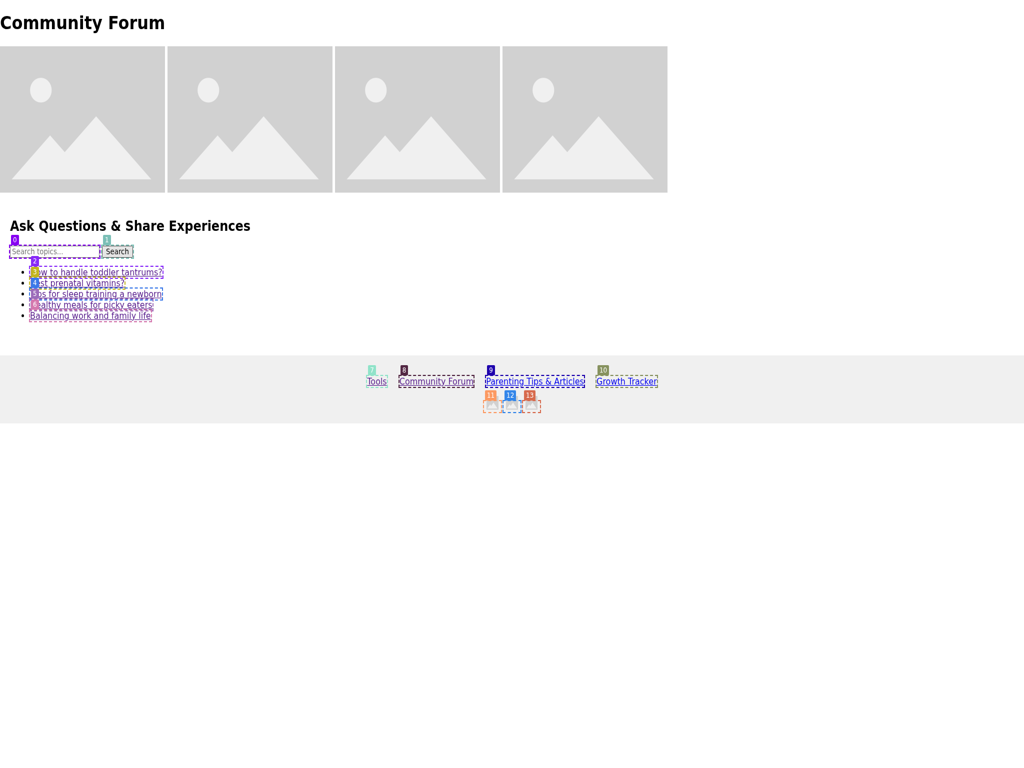 Community Forum
Ask Questions & Share Experiences
0
1
Search topics...
Search
2
How to handle toddler tantrums?
3
Best prenatal vitamins?
4
Tips for sleep training a newborn
Healthy meals for picky eaters
Balancing work and family life
7
8
9
10
Tools
Community Forum
Parenting Tips & Articles
Growth Tracker
11
12
13